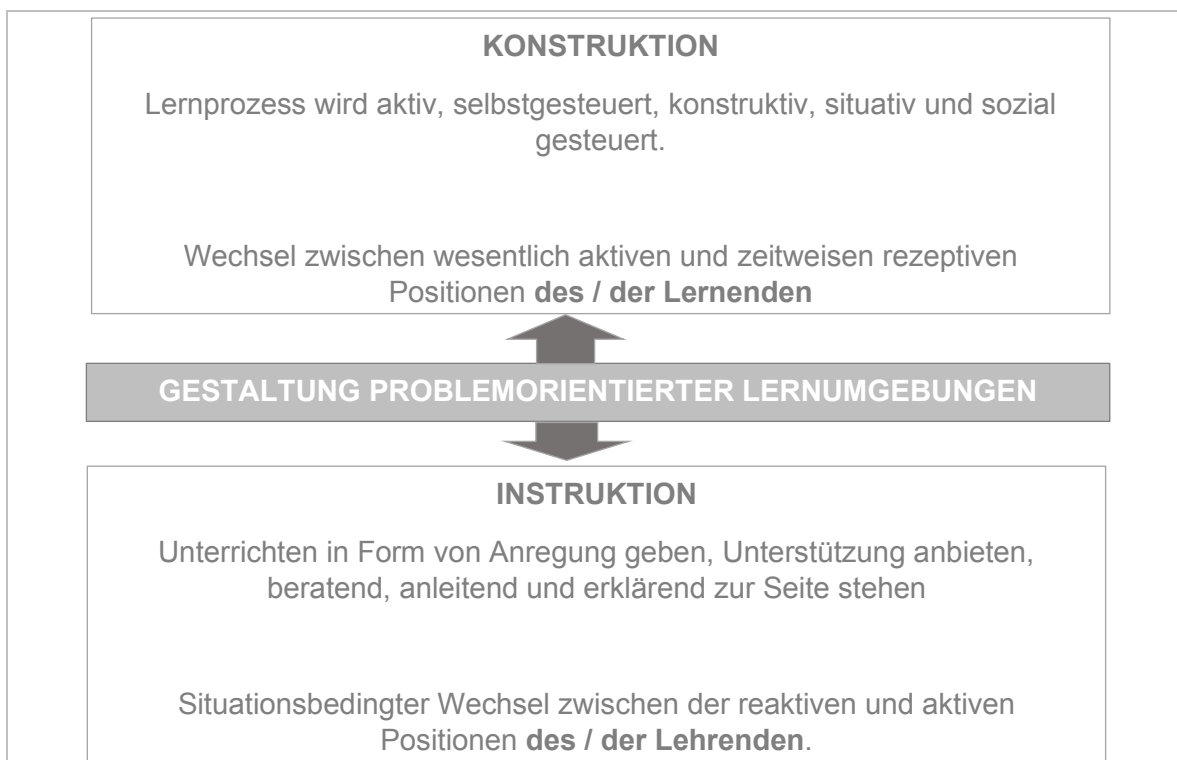 KONSTRUKTION
Lernprozess wird aktiv, selbstgesteuert, konstruktiv, situativ und sozial
gesteuert.
Wechsel zwischen wesentlich aktiven und zeitweisen rezeptiven
Positionen des / der Lernenden
GESTALTUNG PROBLEMORIENTIERTER LERNUMGEBUNGEN
INSTRUKTION
Unterrichten in Form von Anregung geben, Unterstützung anbieten,
beratend, anleitend und erklärend zur Seite stehen
Situationsbedingter Wechsel zwischen der reaktiven und aktiven
Positionen des / der Lehrenden.